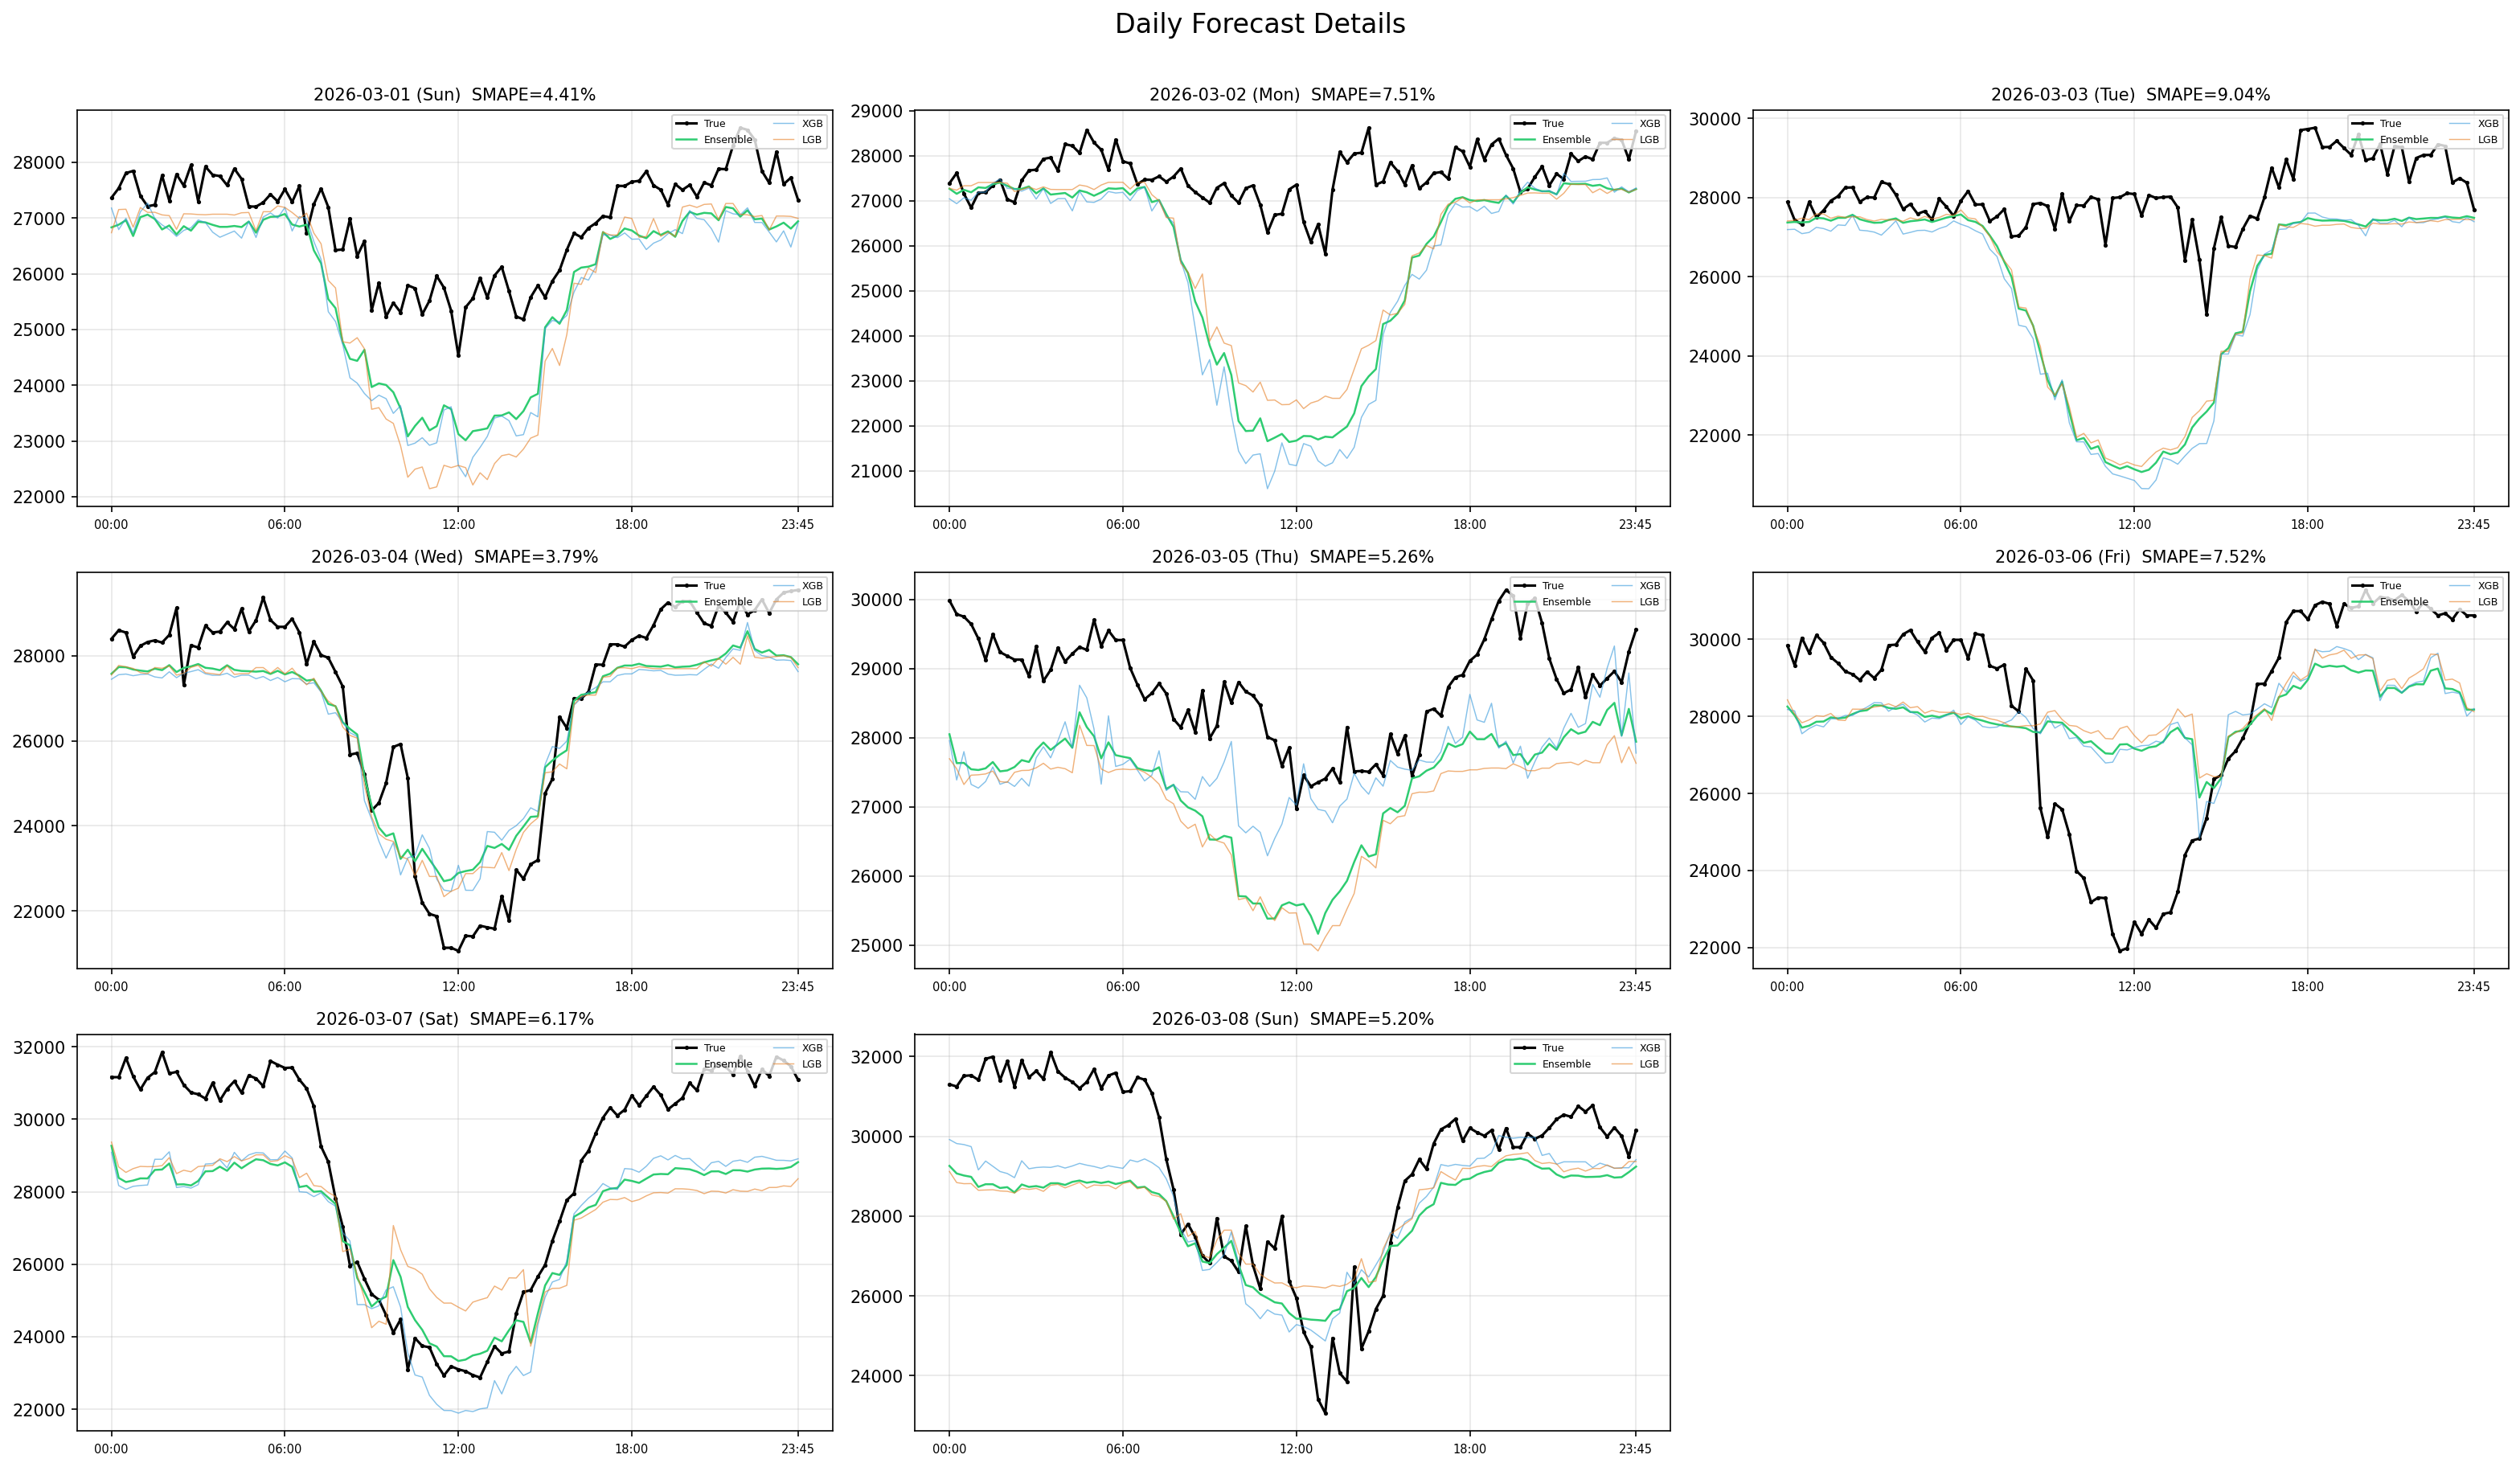 Daily Forecast Details
2026-03-01 (Sun)  SMAPE=4.41%
True XGB
Ensemble LGB
28000
27000
26000
25000
24000
23000
22000
00:00 06:00 12:00 18:00 23:45
2026-03-02 (Mon)  SMAPE=7.51%
True XGB
Ensemble LGB
29000
28000
27000
26000
25000
24000
23000
22000
21000
00:00 06:00 12:00 18:00 23:45
2026-03-03 (Tue)  SMAPE=9.04%
True XGB
Ensemble LGB
30000
28000
26000
24000
22000
00:00 06:00 12:00 18:00 23:45
2026-03-04 (Wed)  SMAPE=3.79%
True XGB
Ensemble LGB
28000
26000
24000
22000
00:00 06:00 12:00 18:00 23:45
2026-03-05 (Thu)  SMAPE=5.26%
True XGB
Ensemble LGB
30000
29000
28000
27000
26000
25000
00:00 06:00 12:00 18:00 23:45
2026-03-06 (Fri)  SMAPE=7.52%
True XGB
Ensemble LGB
30000
28000
26000
24000
22000
00:00 06:00 12:00 18:00 23:45
2026-03-07 (Sat)  SMAPE=6.17%
True XGB
Ensemble LGB
32000
30000
28000
26000
24000
22000
00:00 06:00 12:00 18:00 23:45
2026-03-08 (Sun)  SMAPE=5.20%
True XGB
Ensemble LGB
32000
30000
28000
26000
24000
00:00 06:00 12:00 18:00 23:45